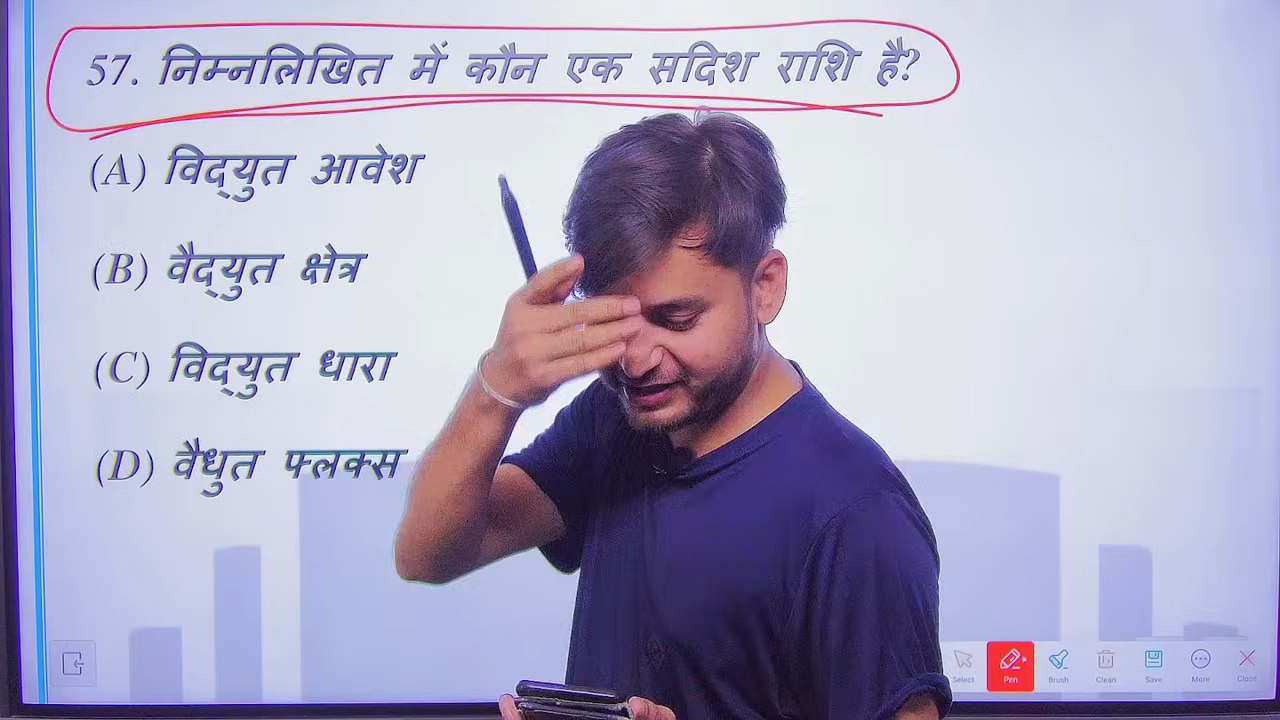 57. निम्नलिखित में कौन एक सदिश राशि है?
(A) विद्‌युत आवेश
(B) वैद्‌युत क्षेत्र
(C) विद्‌युत धारा
(D) वैधुत फ्लक्स
Select
Pen
Brush
Clean
Save
More
Close